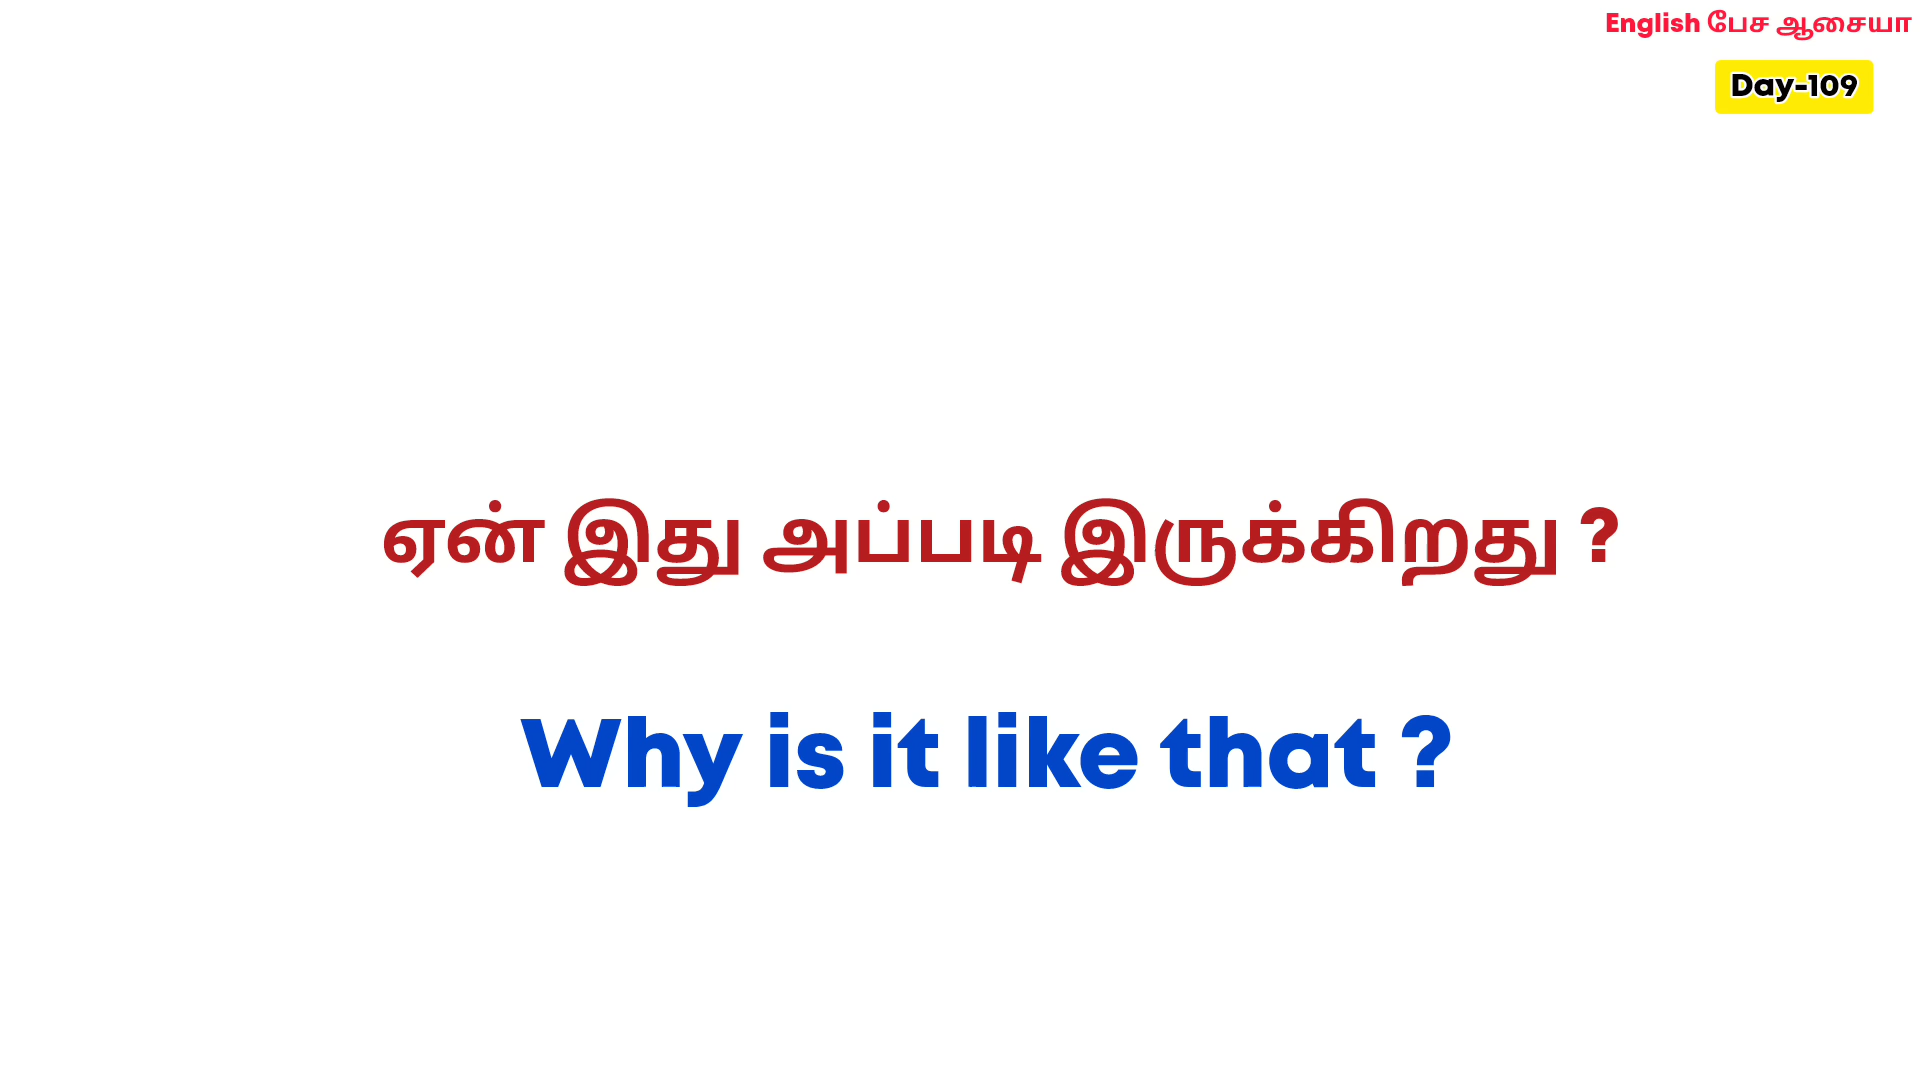 English பேச ஆசையா
Day-109
ஏன் இது அப்படி இருக்கிறது ?
Why is it like that ?